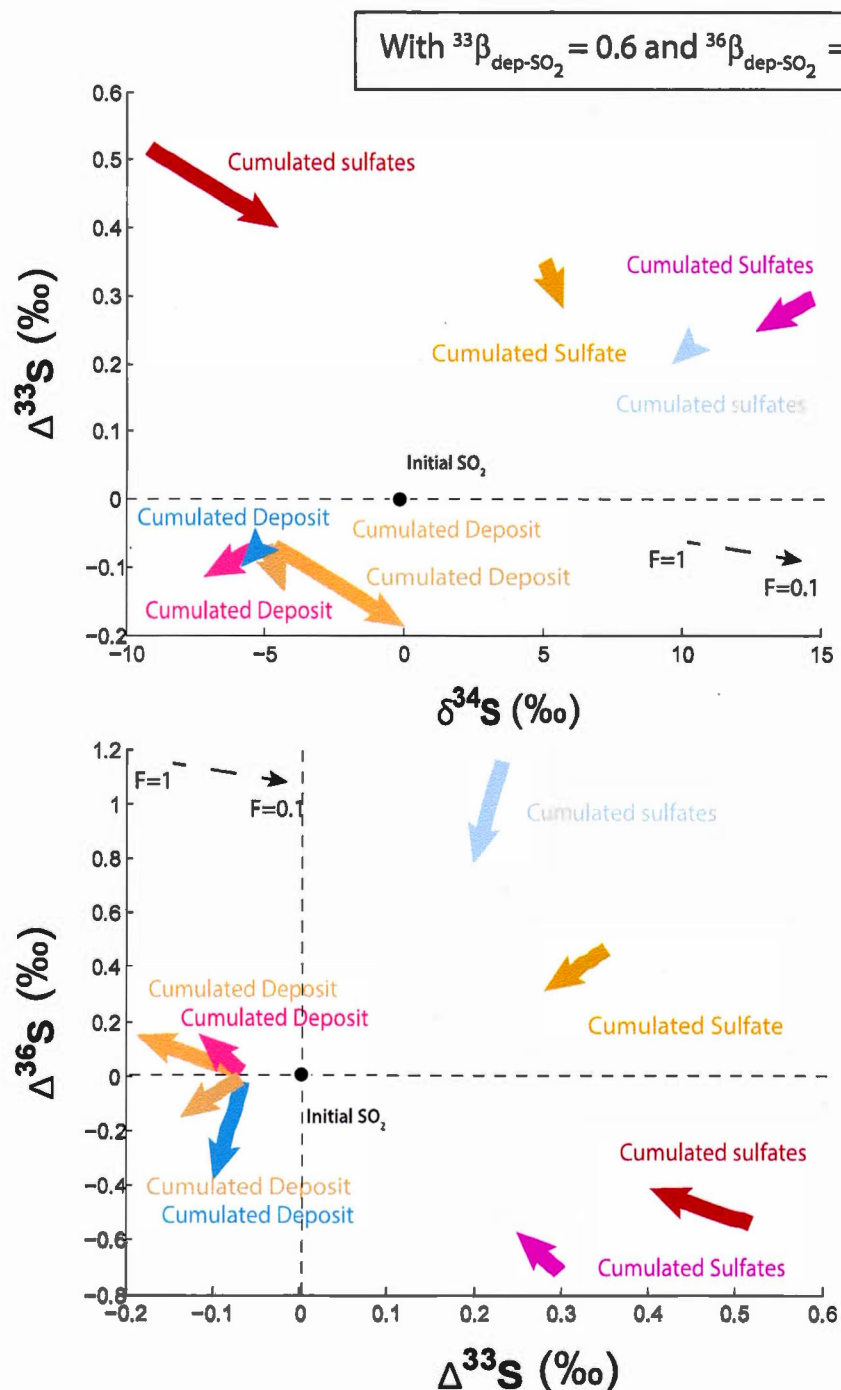 With ³³β_dep-SO₂ = 0.6 and ³⁶β_dep-SO₂ =
0.6
0.5
0.4
0.3
0.2
0.1
0
−0.1
−0.2
Δ³³S (‰)
Cumulated sulfates
Cumulated Sulfates
Cumulated Sulfate
Cumulated sulfates
Initial SO₂
Cumulated Deposit
Cumulated Deposit
Cumulated Deposit
Cumulated Deposit
F=1
F=0.1
−10
−5
0
5
10
15
δ³⁴S (‰)
1.2
1
0.8
0.6
0.4
0.2
0
−0.2
−0.4
−0.6
−0.8
Δ³⁶S (‰)
F=1
F=0.1
Cumulated sulfates
Cumulated Deposit
Cumulated Deposit
Cumulated Sulfate
Initial SO₂
Cumulated sulfates
Cumulated Deposit
Cumulated Deposit
Cumulated Sulfates
−0.2
−0.1
0
0.1
0.2
0.3
0.4
0.5
0.6
Δ³³S (‰)